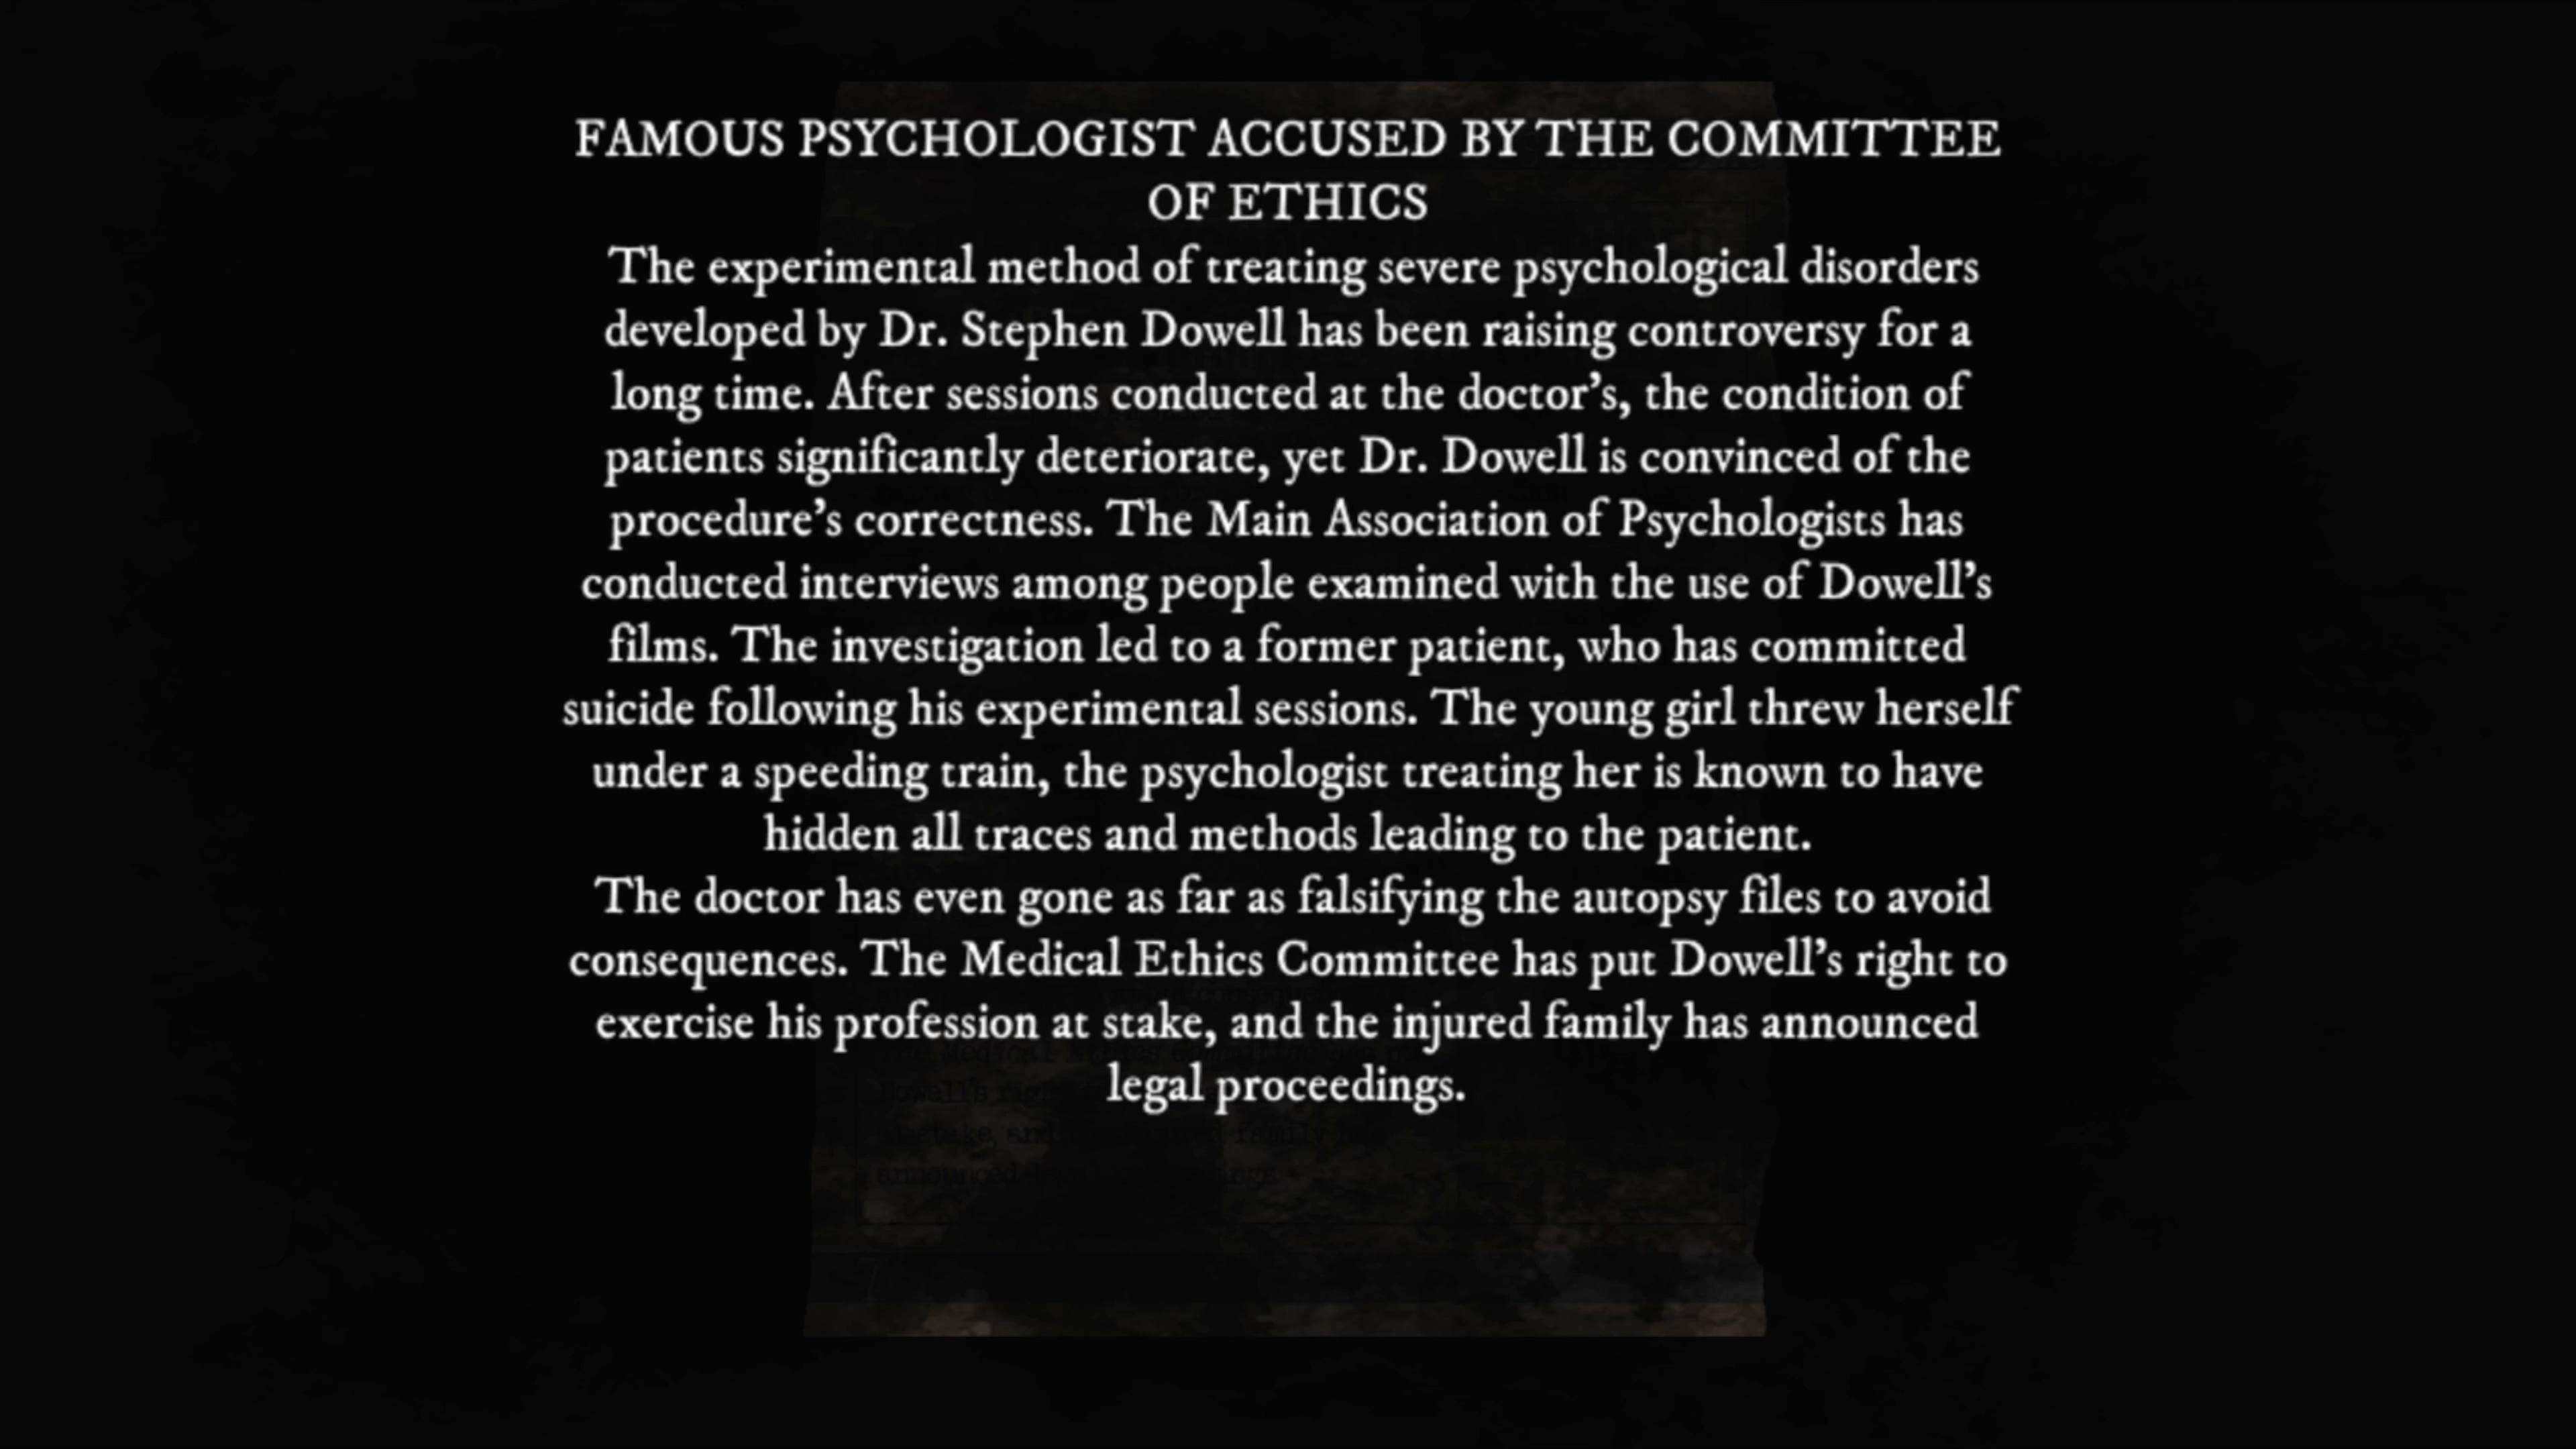 FAMOUS PSYCHOLOGIST ACCUSED BY THE COMMITTEE
OF ETHICS
The experimental method of treating severe psychological disorders
developed by Dr. Stephen Dowell has been raising controversy for a
long time. After sessions conducted at the doctor's, the condition of
patients significantly deteriorate, yet Dr. Dowell is convinced of the
procedure's correctness. The Main Association of Psychologists has
conducted interviews among people examined with the use of Dowell's
films. The investigation led to a former patient, who has committed
suicide following his experimental sessions. The young girl threw herself
under a speeding train, the psychologist treating her is known to have
hidden all traces and methods leading to the patient.
The doctor has even gone as far as falsifying the autopsy files to avoid
consequences. The Medical Ethics Committee has put Dowell's right to
exercise his profession at stake, and the injured family has announced
legal proceedings.